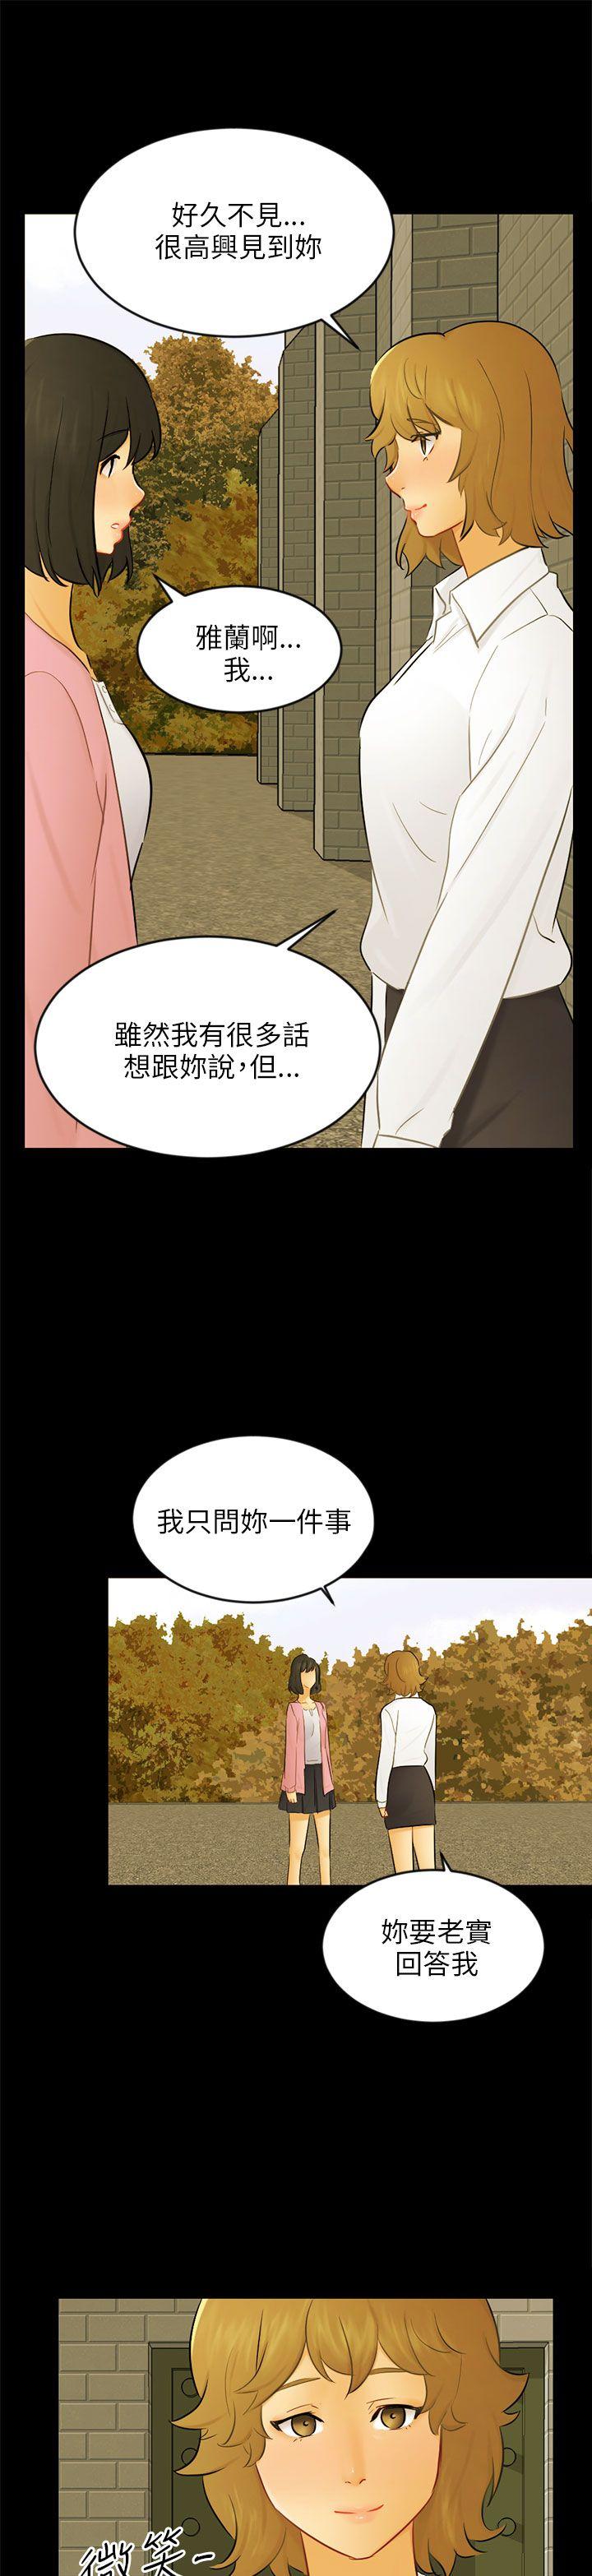 好久不見...
很高興見到妳
雅蘭啊...
我...
雖然我有很多話
想跟妳說,但...
我只問妳一件事
妳要老實
回答我
微笑-